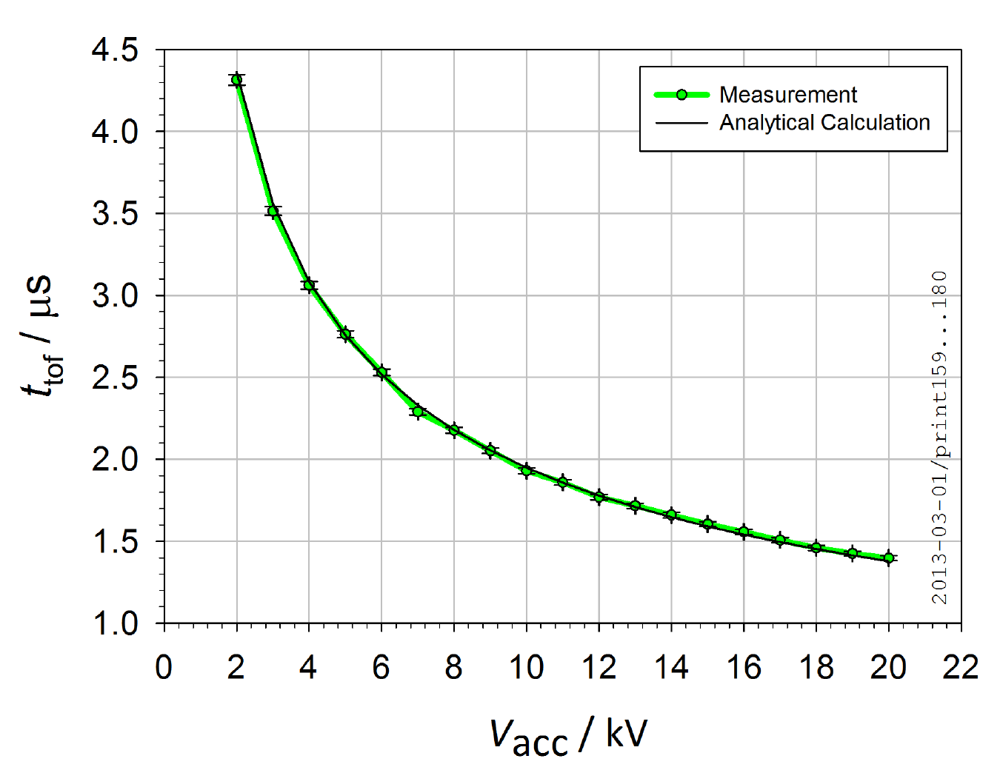 4.5
4.0
3.5
3.0
2.5
2.0
1.5
1.0
t_tof / μs
Measurement
Analytical Calculation
2013-03-01/print159...180
0 2 4 6 8 10 12 14 16 18 20 22
V_acc / kV